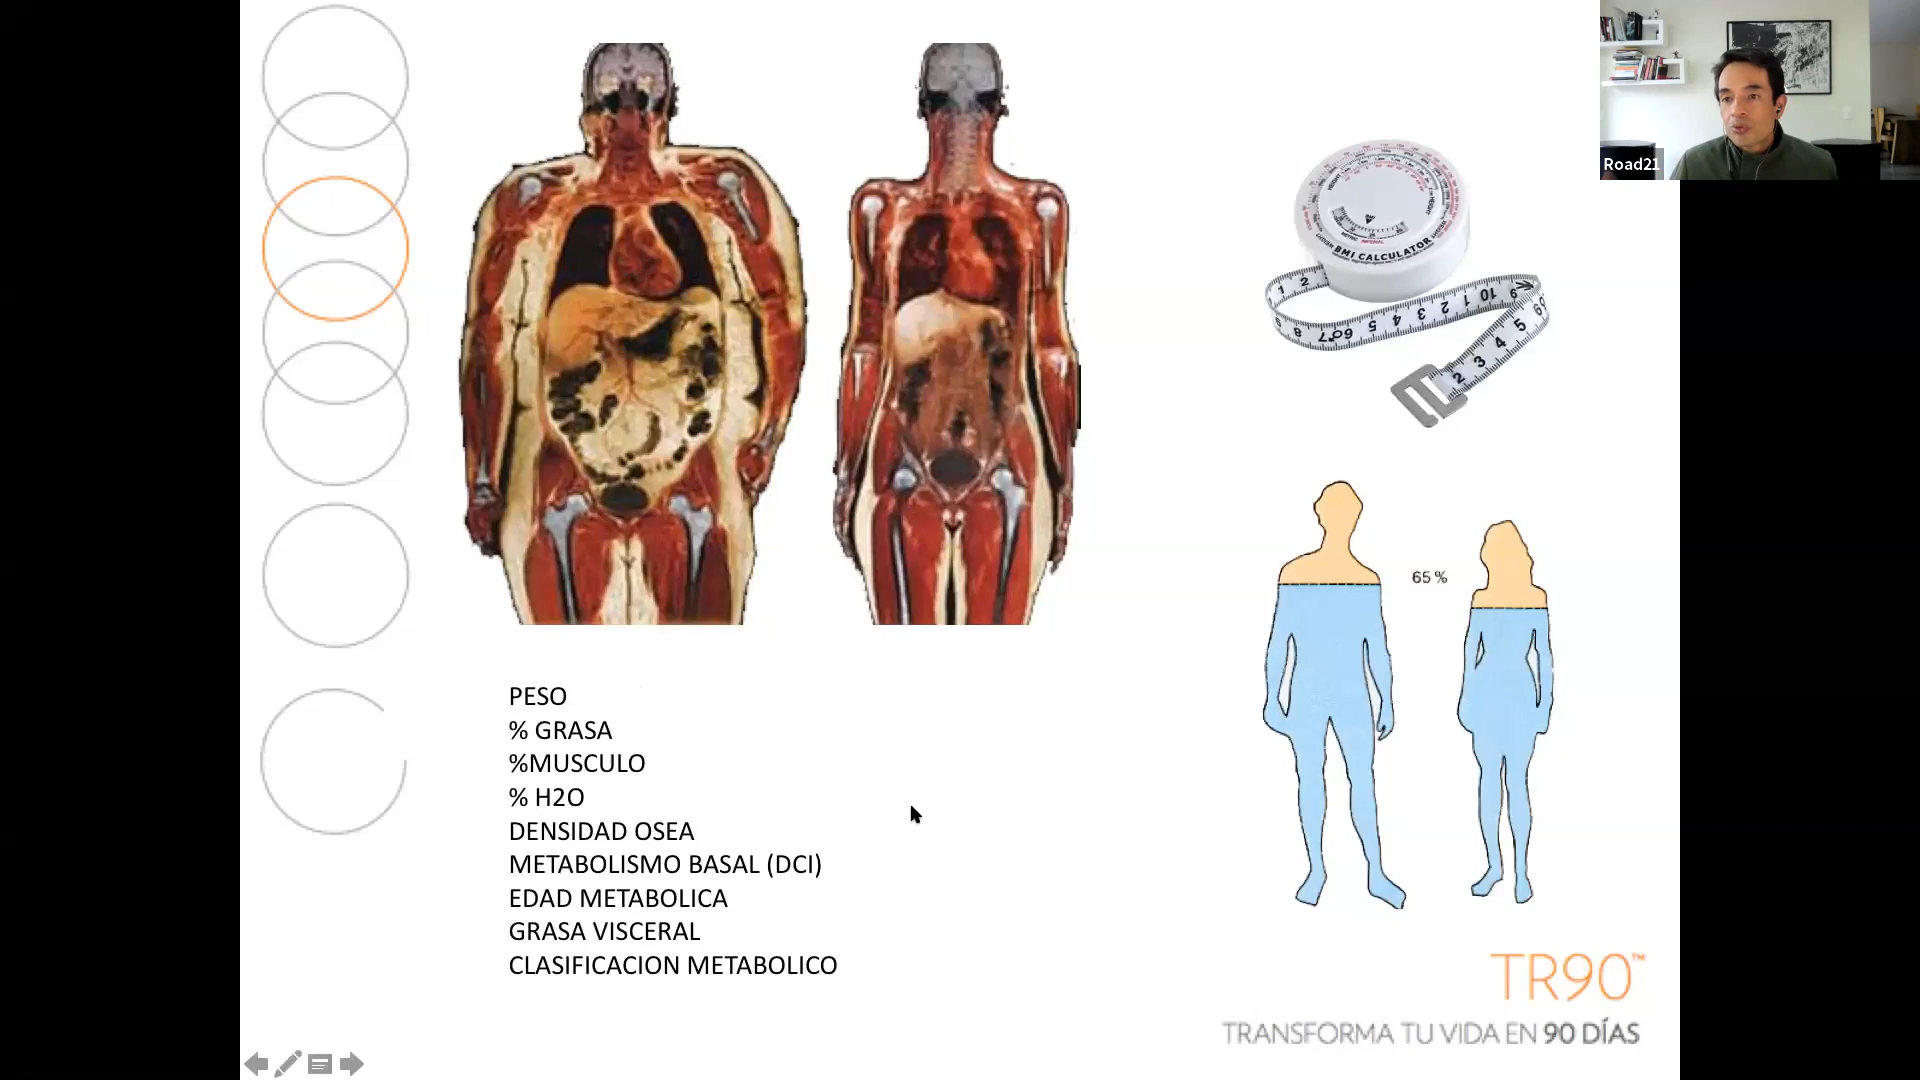 Road21
BMI CALCULATOR
65 %
PESO
% GRASA
%MUSCULO
% H2O
DENSIDAD OSEA
METABOLISMO BASAL (DCI)
EDAD METABOLICA
GRASA VISCERAL
CLASIFICACION METABOLICO
TR90™
TRANSFORMA TU VIDA EN 90 DÍAS